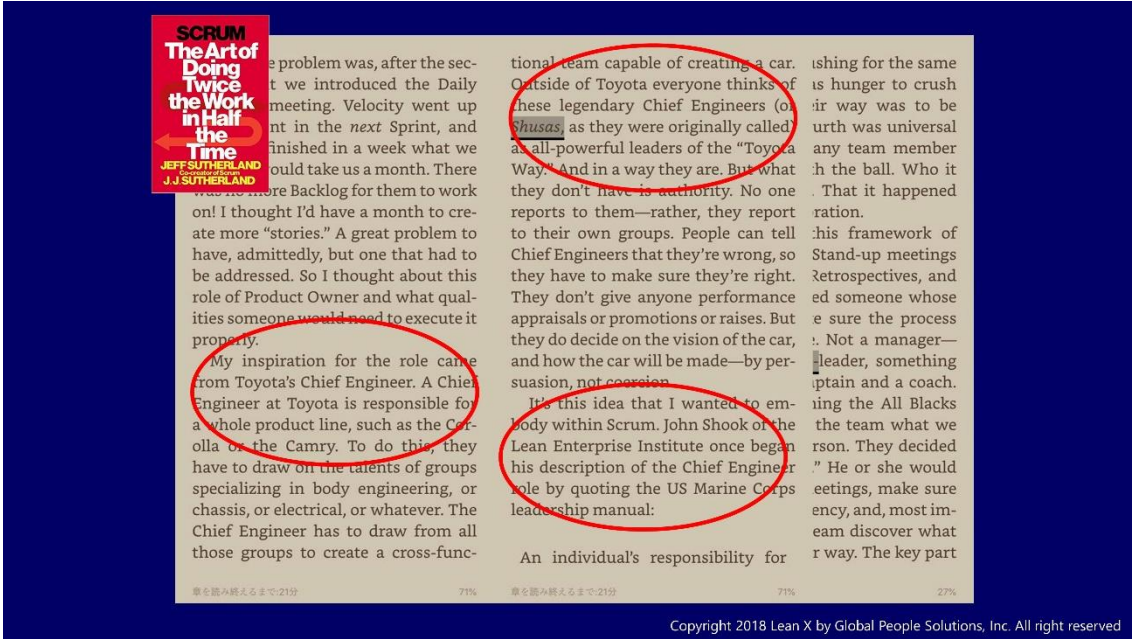 SCRUM
The Art of
Doing
Twice
the Work
in Half
the
Time
JEFF SUTHERLAND
Co-creator of Scrum
J.J. SUTHERLAND
problem was, after the sec-
we introduced the Daily
meeting. Velocity went up
in the next Sprint, and
finished in a week what we
would take us a month. There
was no more Backlog for them to work
on! I thought I'd have a month to cre-
ate more “stories.” A great problem to
have, admittedly, but one that had to
be addressed. So I thought about this
role of Product Owner and what qual-
ities someone would need to execute it
properly.
My inspiration for the role came
from Toyota's Chief Engineer. A Chief
Engineer at Toyota is responsible for
a whole product line, such as the Cor-
olla or the Camry. To do this, they
have to draw on the talents of groups
specializing in body engineering, or
chassis, or electrical, or whatever. The
Chief Engineer has to draw from all
those groups to create a cross-func-
章を読み終えるまで:21分 71%
tional team capable of creating a car.
Outside of Toyota everyone thinks of
these legendary Chief Engineers (or
Shusas, as they were originally called)
as all-powerful leaders of the “Toyota
Way.” And in a way they are. But what
they don't have is authority. No one
reports to them—rather, they report
to their own groups. People can tell
Chief Engineers that they're wrong, so
they have to make sure they're right.
They don't give anyone performance
appraisals or promotions or raises. But
they do decide on the vision of the car,
and how the car will be made—by per-
suasion, not coercion.
It's this idea that I wanted to em-
body within Scrum. John Shook of the
Lean Enterprise Institute once began
his description of the Chief Engineer
role by quoting the US Marine Corps
leadership manual:
An individual's responsibility for
章を読み終えるまで:21分 71%
shing for the same
s hunger to crush
eir way was to be
urth was universal
any team member
h the ball. Who it
. That it happened
ration.
this framework of
Stand-up meetings
Retrospectives, and
ed someone whose
e sure the process
. Not a manager—
-leader, something
ptain and a coach.
ning the All Blacks
the team what we
rson. They decided
.” He or she would
eetings, make sure
ency, and, most im-
eam discover what
r way. The key part
27%
Copyright 2018 Lean X by Global People Solutions, Inc. All right reserved